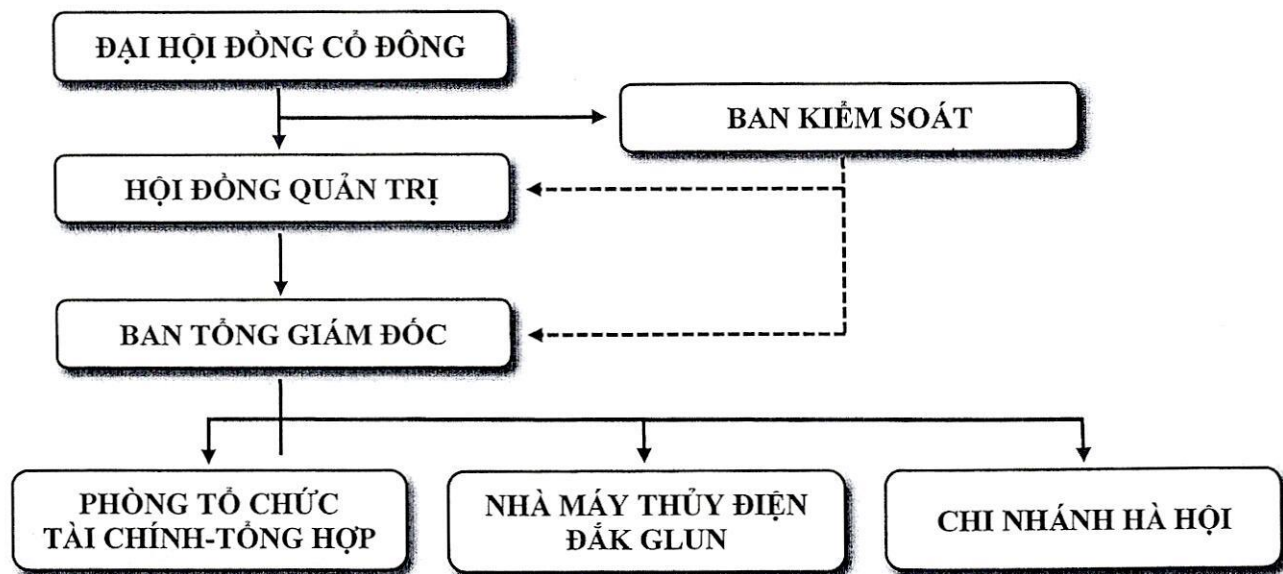 ĐẠI HỘI ĐỒNG CỔ ĐÔNG
BAN KIỂM SOÁT
HỘI ĐỒNG QUẢN TRỊ
BAN TỔNG GIÁM ĐỐC
PHÒNG TỔ CHỨC
TÀI CHÍNH-TỔNG HỢP
NHÀ MÁY THỦY ĐIỆN
ĐẮK GLUN
CHI NHÁNH HÀ HỘI